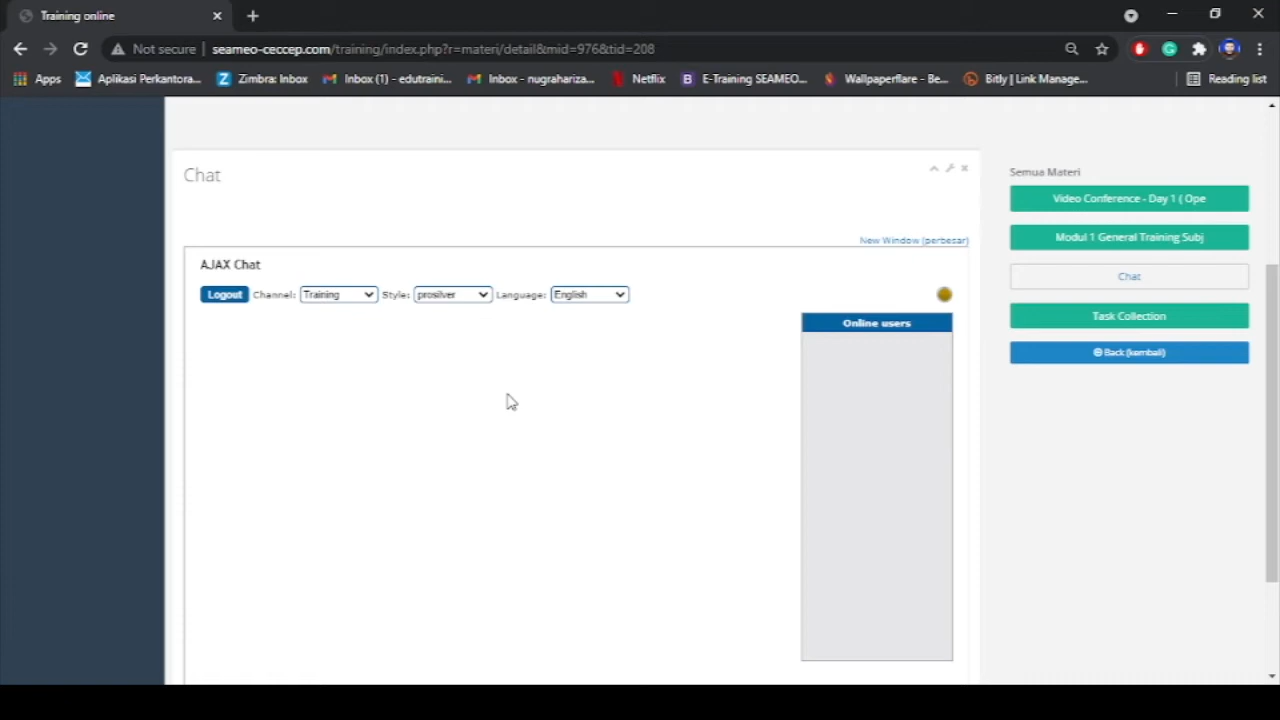 Training online
Not secure
seameo-ceccep.com/training/index.php?r=materi/detail&mid=976&tid=208
Apps
Aplikasi Perkantora...
Zimbra: Inbox
Inbox (1) - edutraini...
Inbox - nugrahariza...
Netflix
E-Training SEAMEO...
Wallpaperflare - Be...
Bitly | Link Manage...
Reading list
Chat
New Window (perbesar)
AJAX Chat
Logout Channel: Training Style: prosilver Language: English
Online users
Semua Materi
Video Conference - Day 1 ( Ope
Modul 1 General Training Subj
Chat
Task Collection
Back (kembali)